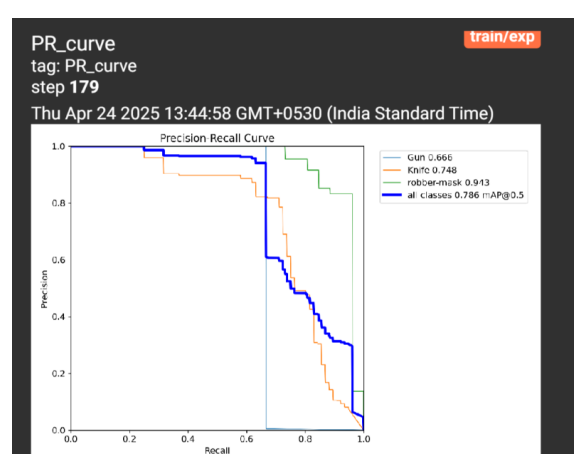 PR_curve
train/exp
tag: PR_curve
step 179
Thu Apr 24 2025 13:44:58 GMT+0530 (India Standard Time)
Precision-Recall Curve
Gun 0.666
Knife 0.748
robber-mask 0.943
all classes 0.786 mAP@0.5
1.0
0.8
0.6
0.4
0.2
0.0
Precision
0.0 0.2 0.4 0.6 0.8 1.0
Recall